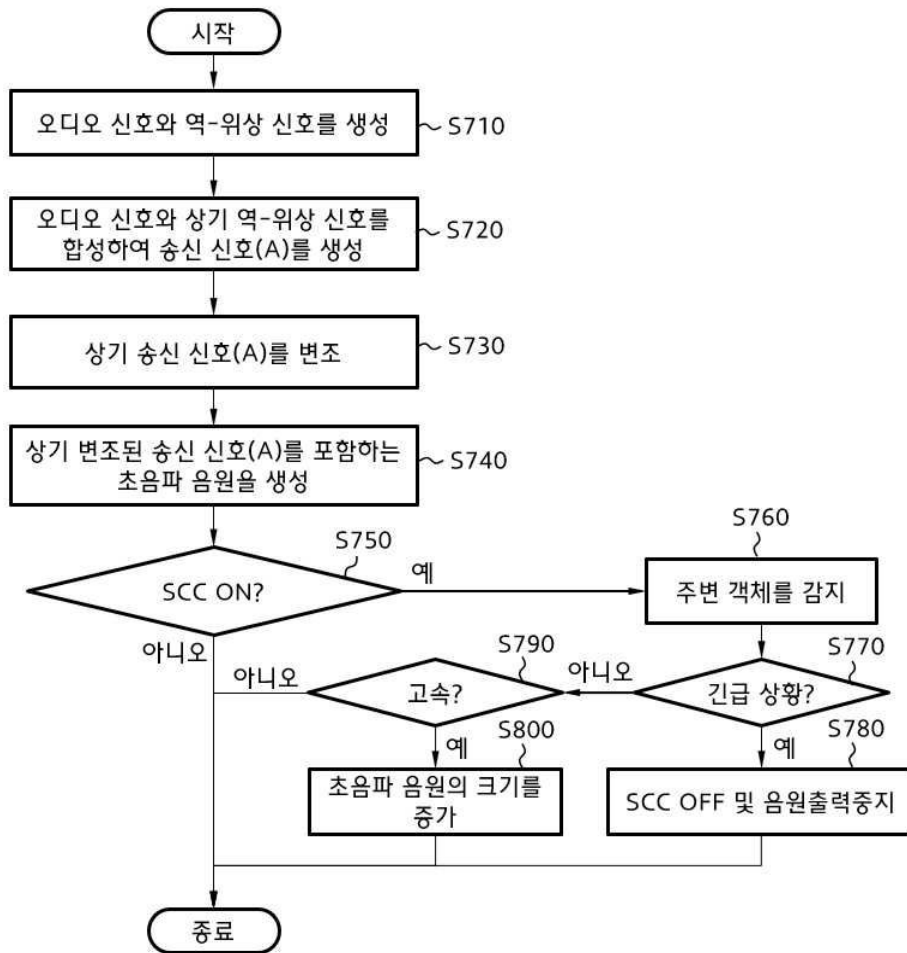 시작
오디오 신호와 역-위상 신호를 생성
S710
오디오 신호와 상기 역-위상 신호를
합성하여 송신 신호(A)를 생성
S720
상기 송신 신호(A)를 변조
S730
상기 변조된 송신 신호(A)를 포함하는
초음파 음원을 생성
S740
S750
SCC ON?
예
아니오
S760
주변 객체를 감지
S770
긴급 상황?
아니오
예
S790
고속?
아니오
예
S800
초음파 음원의 크기를
증가
S780
SCC OFF 및 음원출력중지
종료